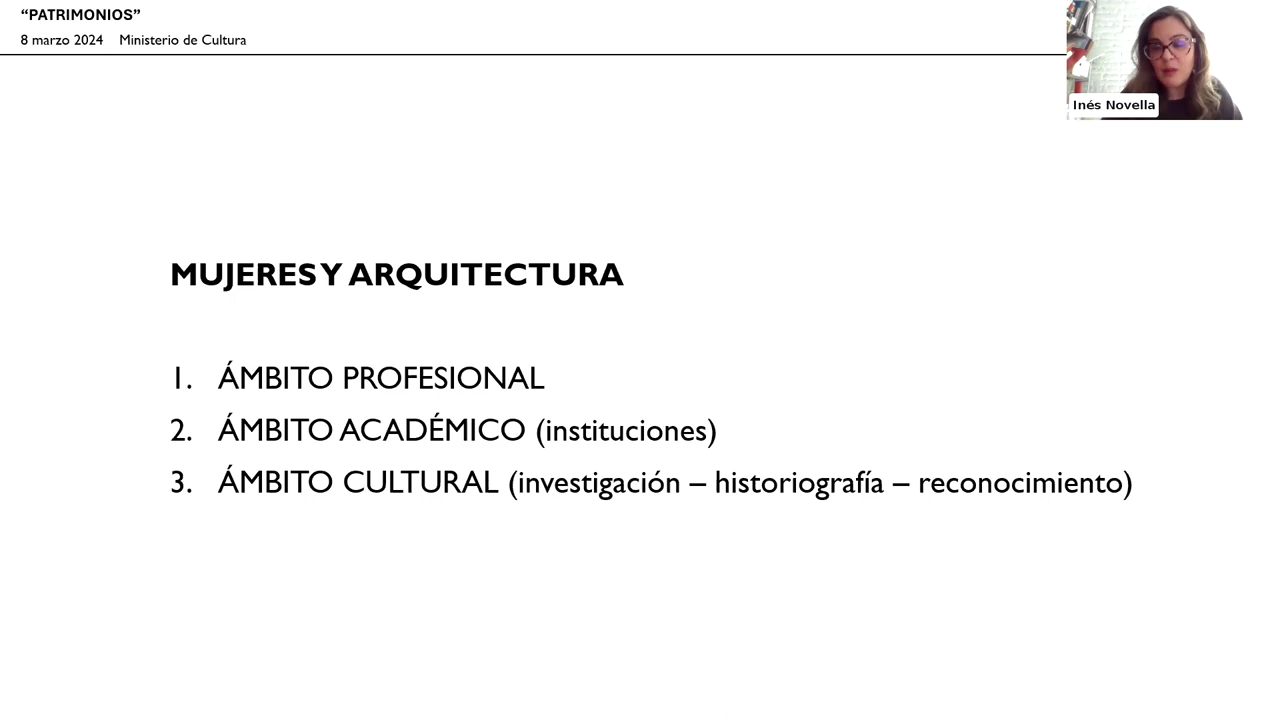 “PATRIMONIOS”
8 marzo 2024 Ministerio de Cultura
Inés Novella
MUJERES Y ARQUITECTURA
1. ÁMBITO PROFESIONAL
2. ÁMBITO ACADÉMICO (instituciones)
3. ÁMBITO CULTURAL (investigación – historiografía – reconocimiento)